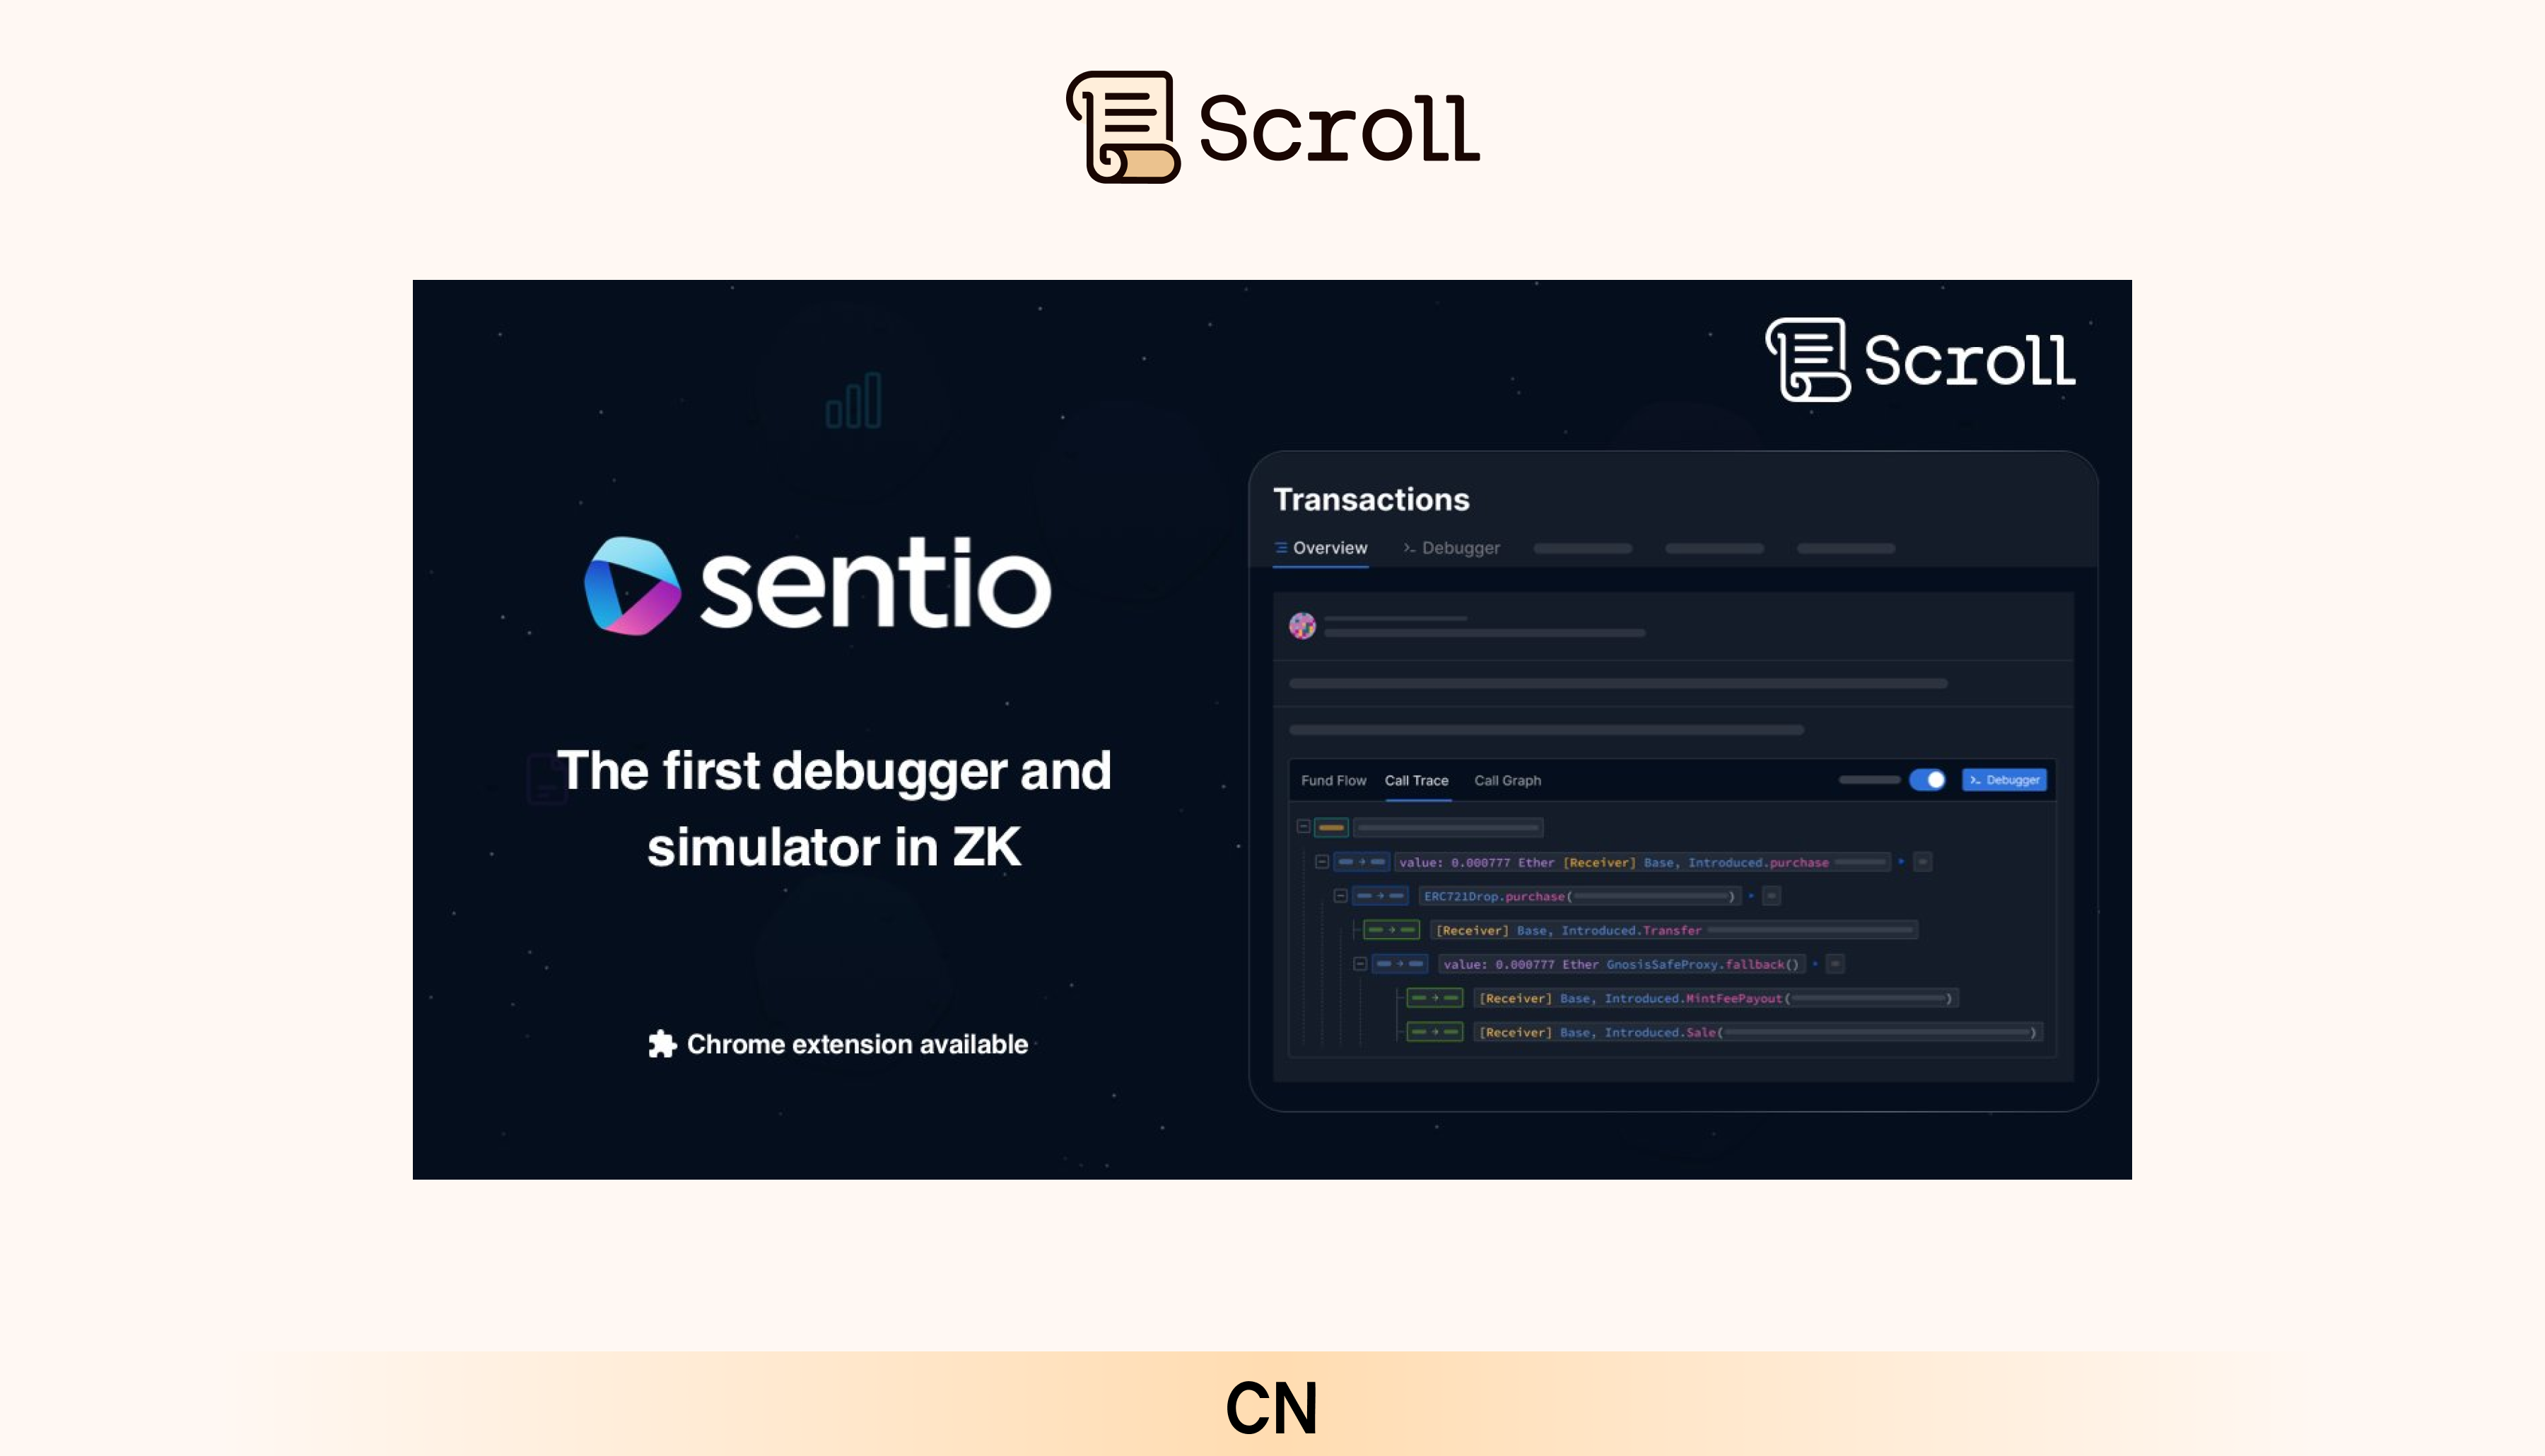 Scroll
Scroll
sentio
The first debugger and
simulator in ZK
Chrome extension available
Transactions
Overview >_ Debugger
Fund Flow Call Trace Call Graph >_ Debugger
value: 0.000777 Ether [Receiver] Base, Introduced.purchase
ERC721Drop.purchase( )
[Receiver] Base, Introduced.Transfer
value: 0.000777 Ether GnosisSafeProxy.fallback()
[Receiver] Base, Introduced.MintFeePayout( )
[Receiver] Base, Introduced.Sale( )
CN